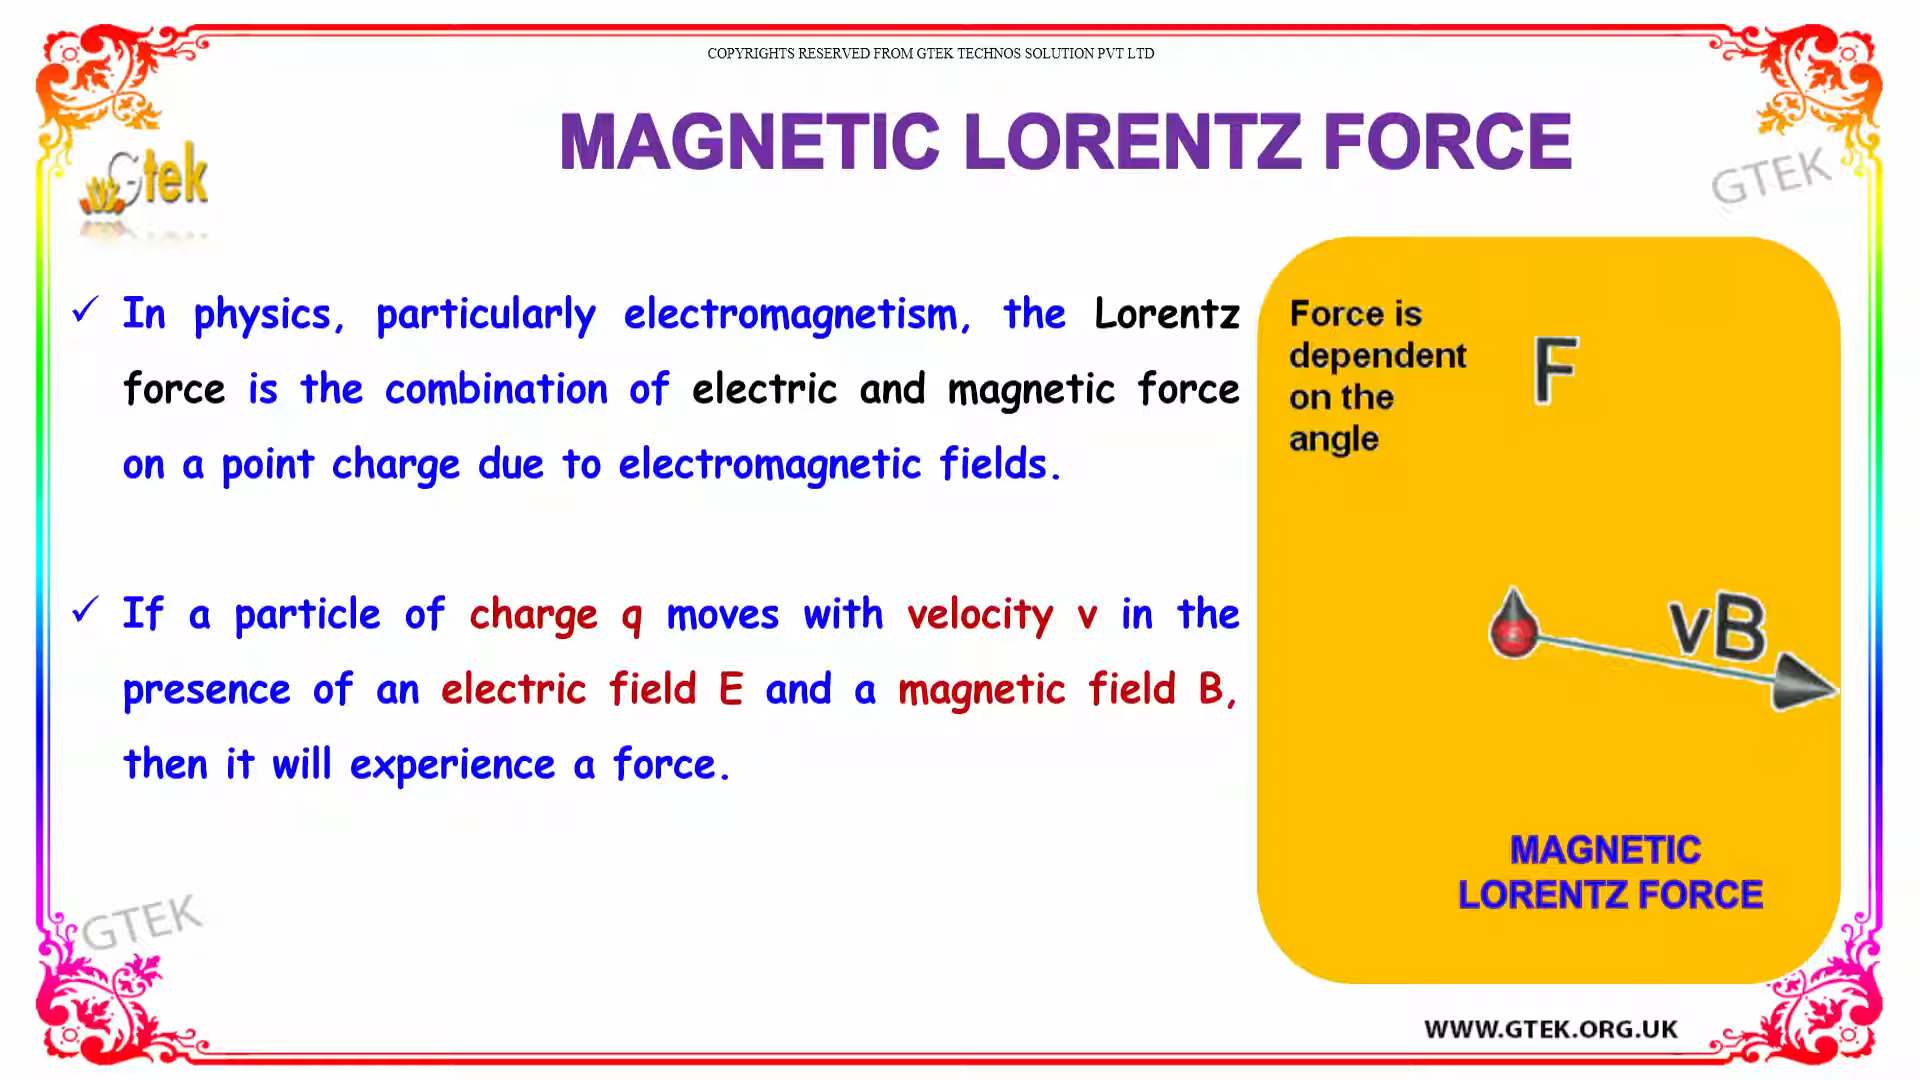 COPYRIGHTS RESERVED FROM GTEK TECHNOS SOLUTION PVT LTD
MAGNETIC LORENTZ FORCE
Gtek
GTEK
✓ In physics, particularly electromagnetism, the Lorentz
force is the combination of electric and magnetic force
on a point charge due to electromagnetic fields.
✓ If a particle of charge q moves with velocity v in the
presence of an electric field E and a magnetic field B,
then it will experience a force.
Force is
dependent
on the
angle
F
vB
MAGNETIC
LORENTZ FORCE
GTEK
WWW.GTEK.ORG.UK